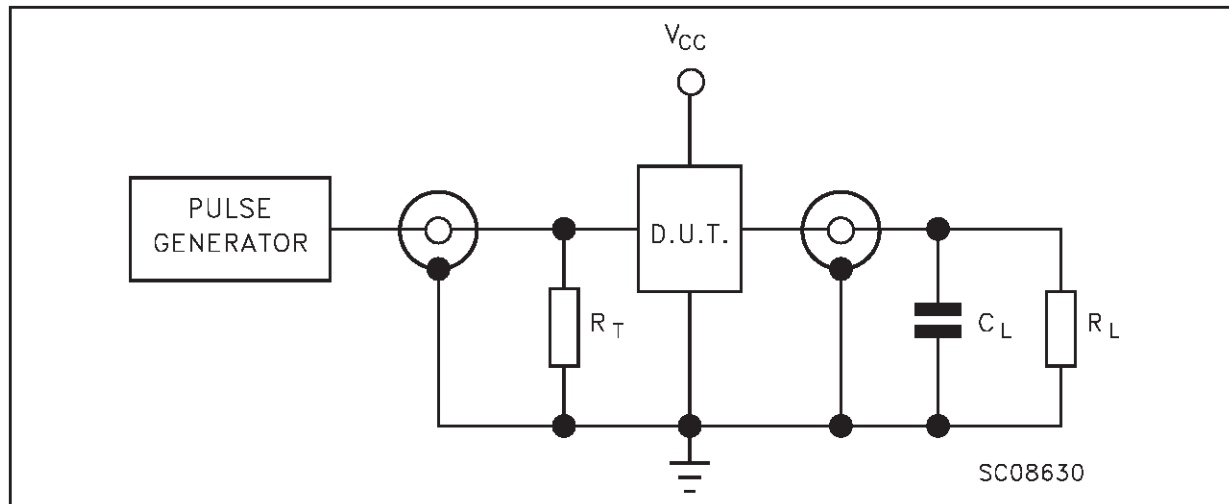 VCC
PULSE
GENERATOR
D.U.T.
RT
CL
RL
SC08630